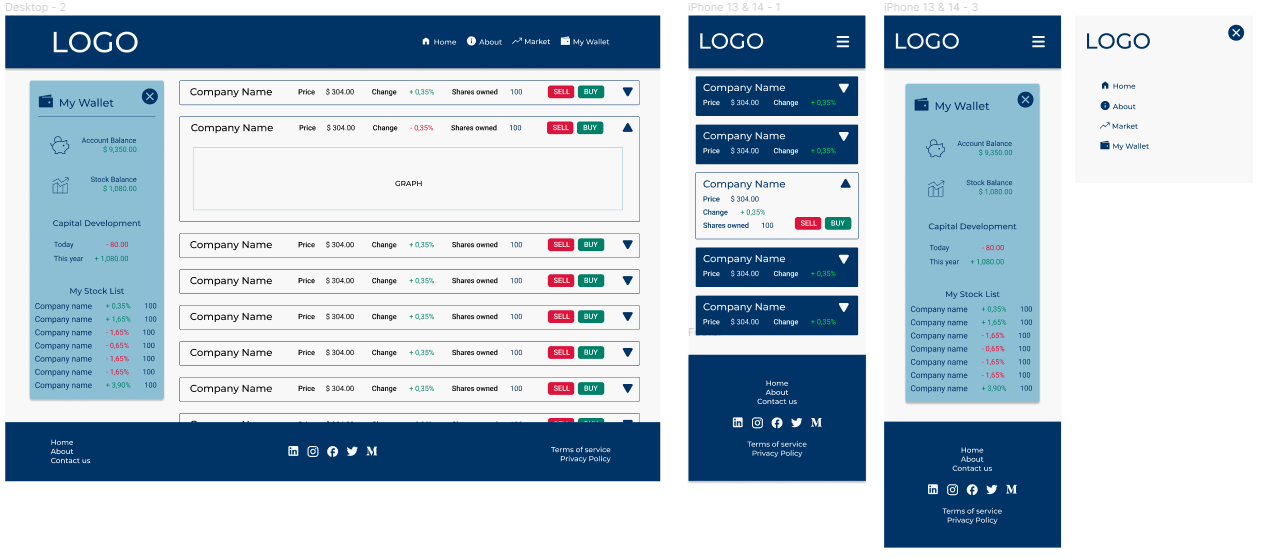 Desktop - 2
LOGO
Home About Market My Wallet
My Wallet
Account Balance
$ 9,350.00
Stock Balance
$ 1,080.00
Capital Development
Today - 80.00
This year + 1,080.00
My Stock List
Company name + 0,35% 100
Company name + 1,65% 100
Company name - 1,65% 100
Company name - 0,65% 100
Company name - 1,65% 100
Company name - 1,65% 100
Company name + 3,90% 100
Company Name Price $ 304.00 Change + 0,35% Shares owned 100 SELL BUY
Company Name Price $ 304.00 Change - 0,35% Shares owned 100 SELL BUY
GRAPH
Company Name Price $ 304.00 Change + 0,35% Shares owned 100 SELL BUY
Company Name Price $ 304.00 Change + 0,35% Shares owned 100 SELL BUY
Company Name Price $ 304.00 Change + 0,35% Shares owned 100 SELL BUY
Company Name Price $ 304.00 Change + 0,35% Shares owned 100 SELL BUY
Company Name Price $ 304.00 Change + 0,35% Shares owned 100 SELL BUY
Home
About
Contact us
Terms of service
Privacy Policy
iPhone 13 & 14 - 1
LOGO
Company Name
Price $ 304.00 Change + 0,35%
Company Name
Price $ 304.00 Change + 0,35%
Company Name
Price $ 304.00
Change + 0,35%
Shares owned 100 SELL BUY
Company Name
Price $ 304.00 Change + 0,35%
Company Name
Price $ 304.00 Change + 0,35%
Home
About
Contact us
Terms of service
Privacy Policy
iPhone 13 & 14 - 3
LOGO
My Wallet
Account Balance
$ 9,350.00
Stock Balance
$ 1,080.00
Capital Development
Today - 80.00
This year + 1,080.00
My Stock List
Company name + 0,35% 100
Company name + 1,65% 100
Company name - 1,65% 100
Company name - 0,65% 100
Company name - 1,65% 100
Company name - 1,65% 100
Company name + 3,90% 100
Home
About
Contact us
Terms of service
Privacy Policy
LOGO
Home
About
Market
My Wallet